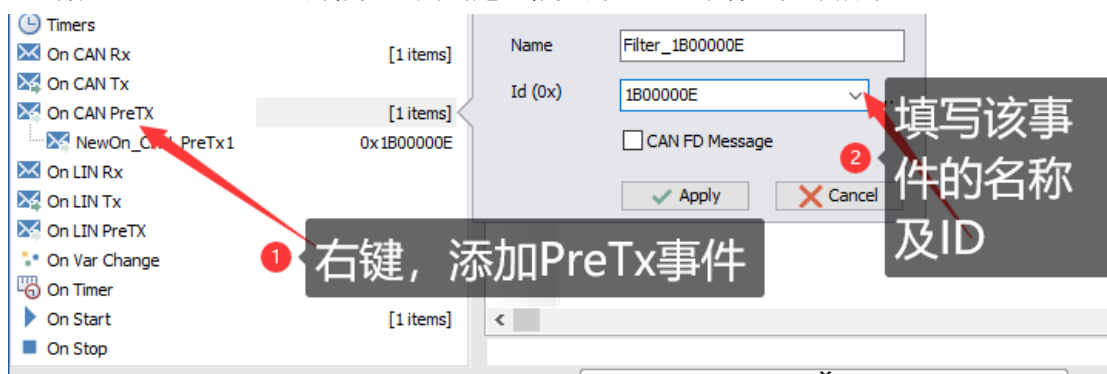 Timers
On CAN Rx [1 items]
On CAN Tx
On CAN PreTX [1 items]
0x1B00000E
On LIN Rx
On LIN Tx
On LIN PreTX
On Var Change
On Timer
On Start [1 items]
On Stop
Name Filter_1B00000E
Id (0x) 1B00000E
CAN FD Message
Apply Cancel
1 右键，添加PreTx事件
2 填写该事
件的名称
及ID